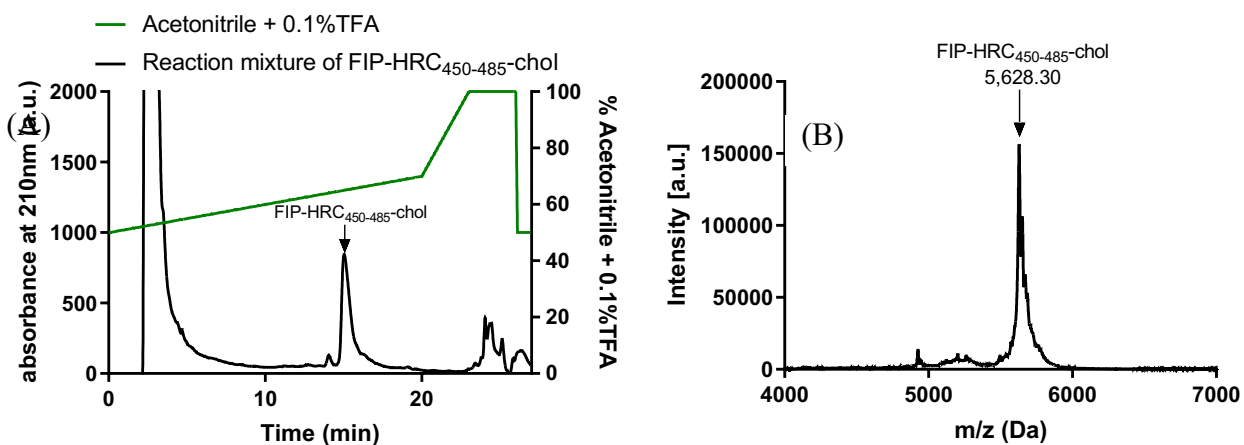 Acetonitrile + 0.1%TFA
Reaction mixture of FIP-HRC450-485-chol
(A)
absorbance at 210nm [a.u.]
2000
1500
1000
500
0
0
10
20
Time (min)
100
80
60
40
20
0
% Acetonitrile + 0.1%TFA
FIP-HRC450-485-chol
(B)
FIP-HRC450-485-chol
5,628.30
Intensity [a.u.]
200000
150000
100000
50000
0
4000
5000
6000
7000
m/z (Da)